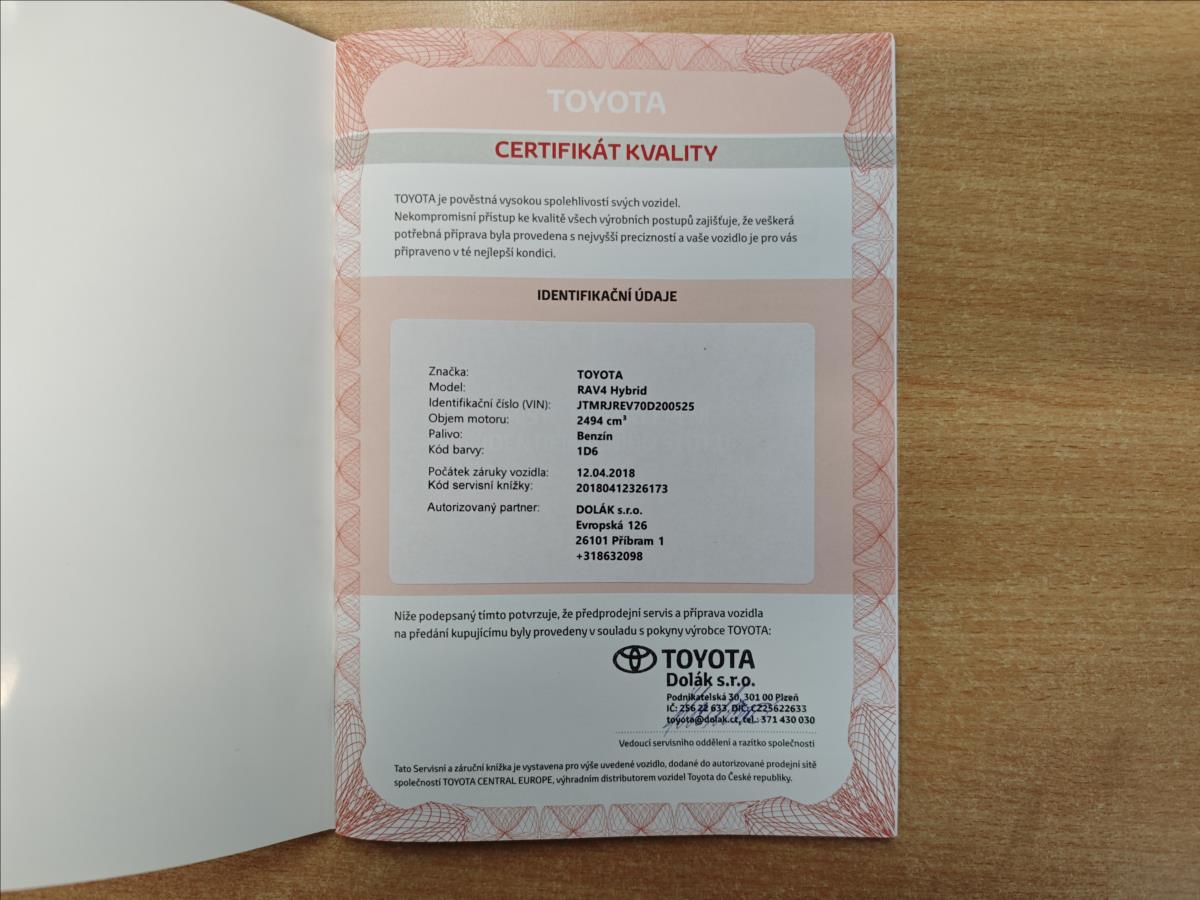 TOYOTA
CERTIFIKÁT KVALITY
TOYOTA je pověstná vysokou spolehlivostí svých vozidel.
Nekompromisní přístup ke kvalitě všech výrobních postupů zajišťuje, že veškerá
potřebná příprava byla provedena s nejvyšší precizností a vaše vozidlo je pro vás
připraveno v té nejlepší kondici.
IDENTIFIKAČNÍ ÚDAJE
Značka: TOYOTA
Model: RAV4 Hybrid
Identifikační číslo (VIN): JTMRJREV70D200525
Objem motoru: 2494 cm³
Palivo: Benzín
Kód barvy: 1D6
Počátek záruky vozidla: 12.04.2018
Kód servisní knížky: 20180412326173
Autorizovaný partner: DOLÁK s.r.o.
Evropská 126
26101 Příbram 1
+318632098
Níže podepsaný tímto potvrzuje, že předprodejní servis a příprava vozidla
na předání kupujícímu byly provedeny v souladu s pokyny výrobce TOYOTA:
TOYOTA
Dolák s.r.o.
Podnikatelská 30, 301 00 Plzeň
IČ: 256 22 633, DIČ: CZ25622633
toyota@dolak.cz, tel.: 371 430 030
Vedoucí servisního oddělení a razítko společnosti
Tato Servisní a záruční knížka je vystavena pro výše uvedené vozidlo, dodané do autorizované prodejní sítě
společností TOYOTA CENTRAL EUROPE, výhradním distributorem vozidel Toyota do České republiky.